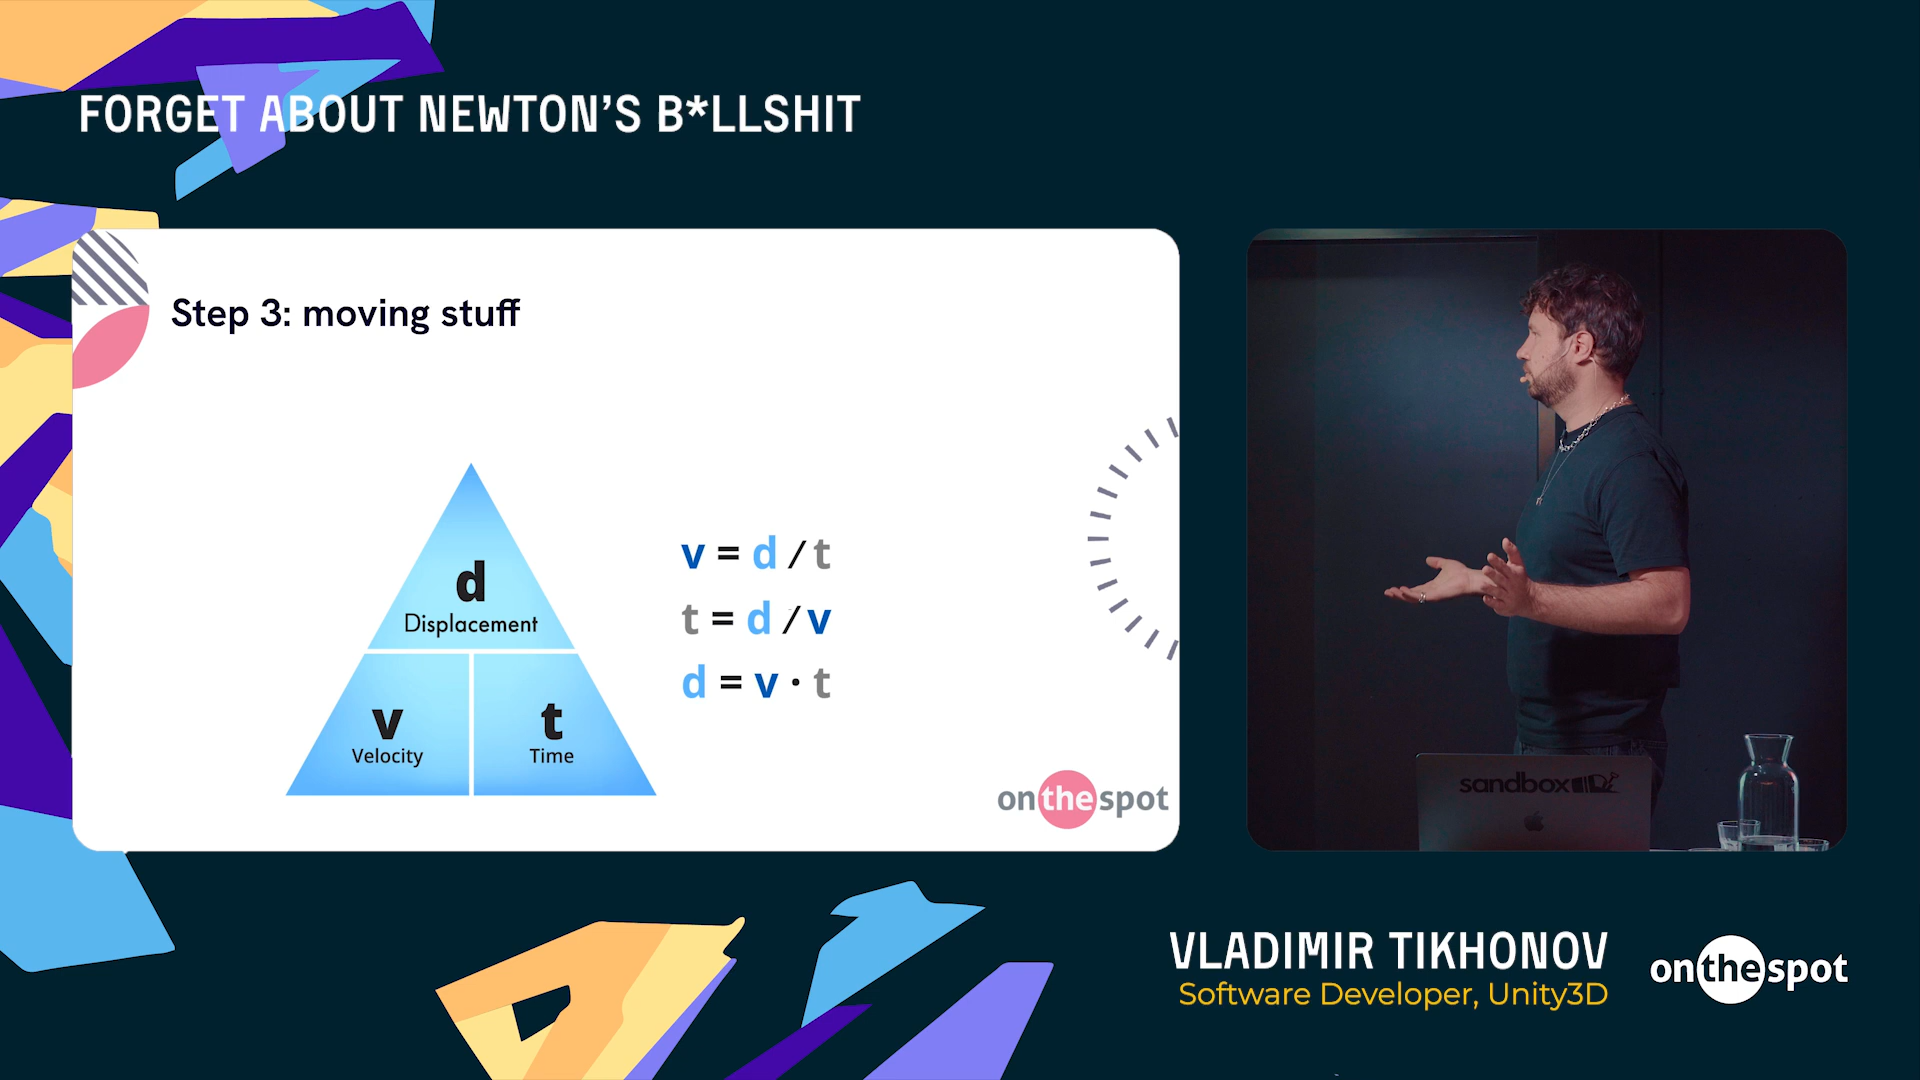 FORGET ABOUT NEWTON'S B*LLSHIT
Step 3: moving stuff
d
Displacement
v
Velocity
t
Time
v = d / t
t = d / v
d = v · t
onthespot
sandbox
VLADIMIR TIKHONOV
Software Developer, Unity3D
onthespot